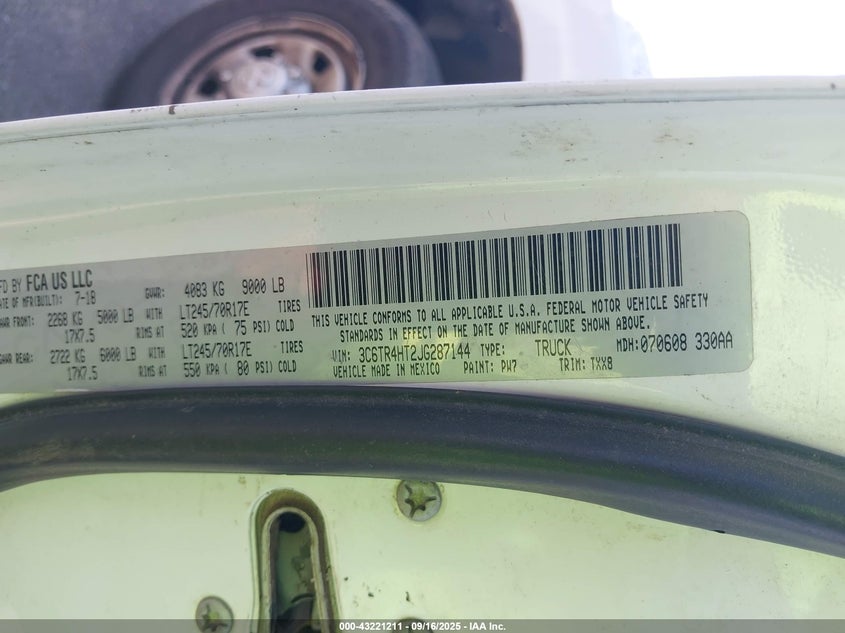 FD BY FCA US LLC
DATE OF MFR(BUILT): 7-18 GVWR: 4083 KG 9000 LB
GAWR FRONT: 2268 KG 5000 LB WITH LT245/70R17E TIRES
17X7.5 RIMS AT 520 KPA ( 75 PSI) COLD
GAWR REAR: 2722 KG 6000 LB WITH LT245/70R17E TIRES
17X7.5 RIMS AT 550 KPA ( 80 PSI) COLD
THIS VEHICLE CONFORMS TO ALL APPLICABLE U.S.A. FEDERAL MOTOR VEHICLE SAFETY
STANDARDS IN EFFECT ON THE DATE OF MANUFACTURE SHOWN ABOVE.
VIN: 3C6TR4HT2JG287144 TYPE: TRUCK MDH: 070608 330AA
VEHICLE MADE IN MEXICO PAINT: PW7 TRIM: TXX8
000-43221211 - 09/16/2025 - IAA Inc.